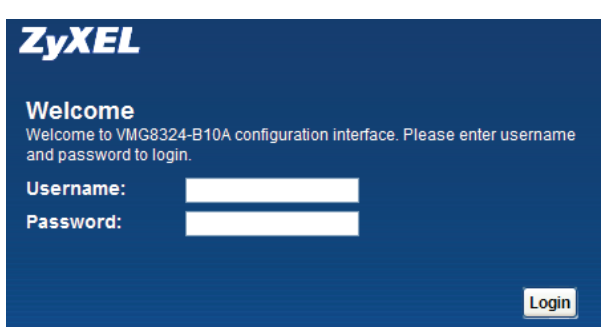 ZyXEL
Welcome
Welcome to VMG8324-B10A configuration interface. Please enter username
and password to login.
Username:
Password:
Login